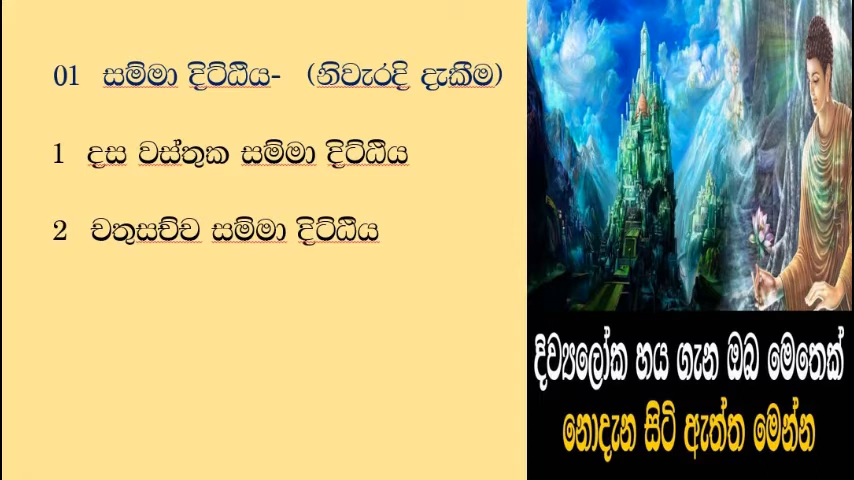 01 සම්මා දිට්ඨිය- (නිවැරදි දැකීම)
1 දස වස්තුක සම්මා දිට්ඨිය
2 චතුසච්ච සම්මා දිට්ඨිය
දිව්‍යලෝක හය ගැන ඔබ මෙතෙක්
නොදැන සිටි ඇත්ත මෙන්න